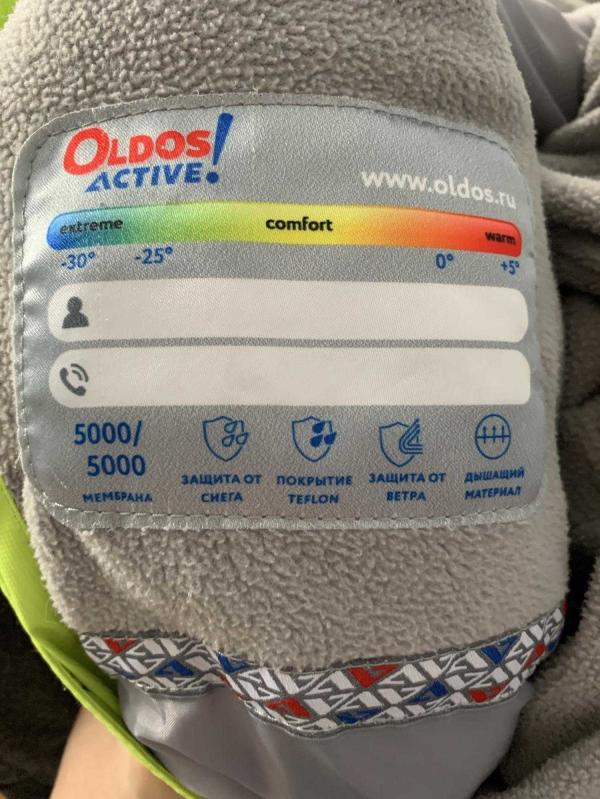 OLDOS
ACTIVE!
www.oldos.ru
extreme comfort warm
-30° -25° 0° +5°
5000/
5000
МЕМБРАНА
ЗАЩИТА ОТ
СНЕГА
ПОКРЫТИЕ
TEFLON
ЗАЩИТА ОТ
ВЕТРА
ДЫШАЩИЙ
МАТЕРИАЛ